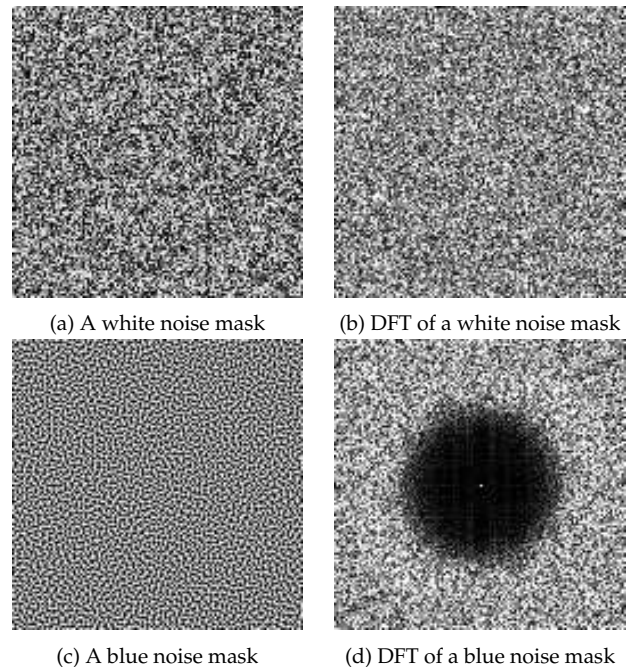 (a) A white noise mask
(b) DFT of a white noise mask
(c) A blue noise mask
(d) DFT of a blue noise mask